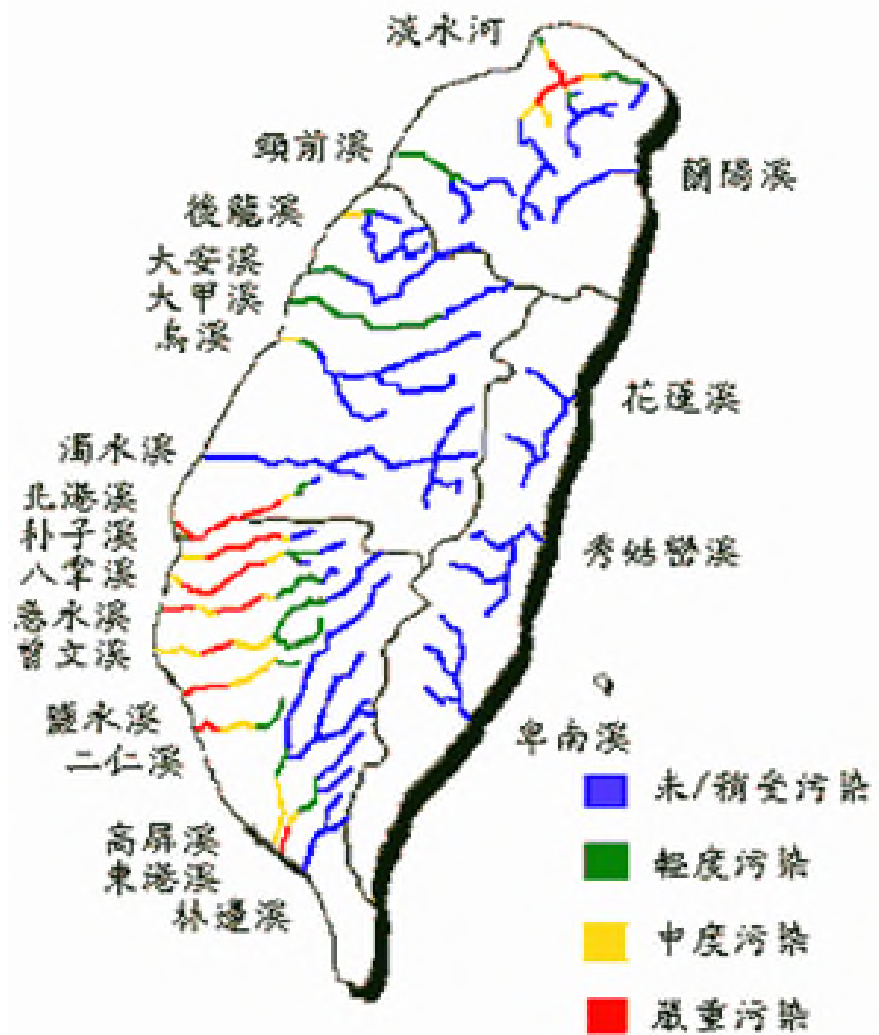 淡水河
頭前溪
蘭陽溪
後龍溪
大安溪
大甲溪
烏溪
花蓮溪
濁水溪
北港溪
朴子溪
秀姑巒溪
八掌溪
急水溪
曾文溪
鹽水溪
卑南溪
二仁溪
未/稍受污染
高屏溪
輕度污染
東港溪
林邊溪
中度污染
嚴重污染